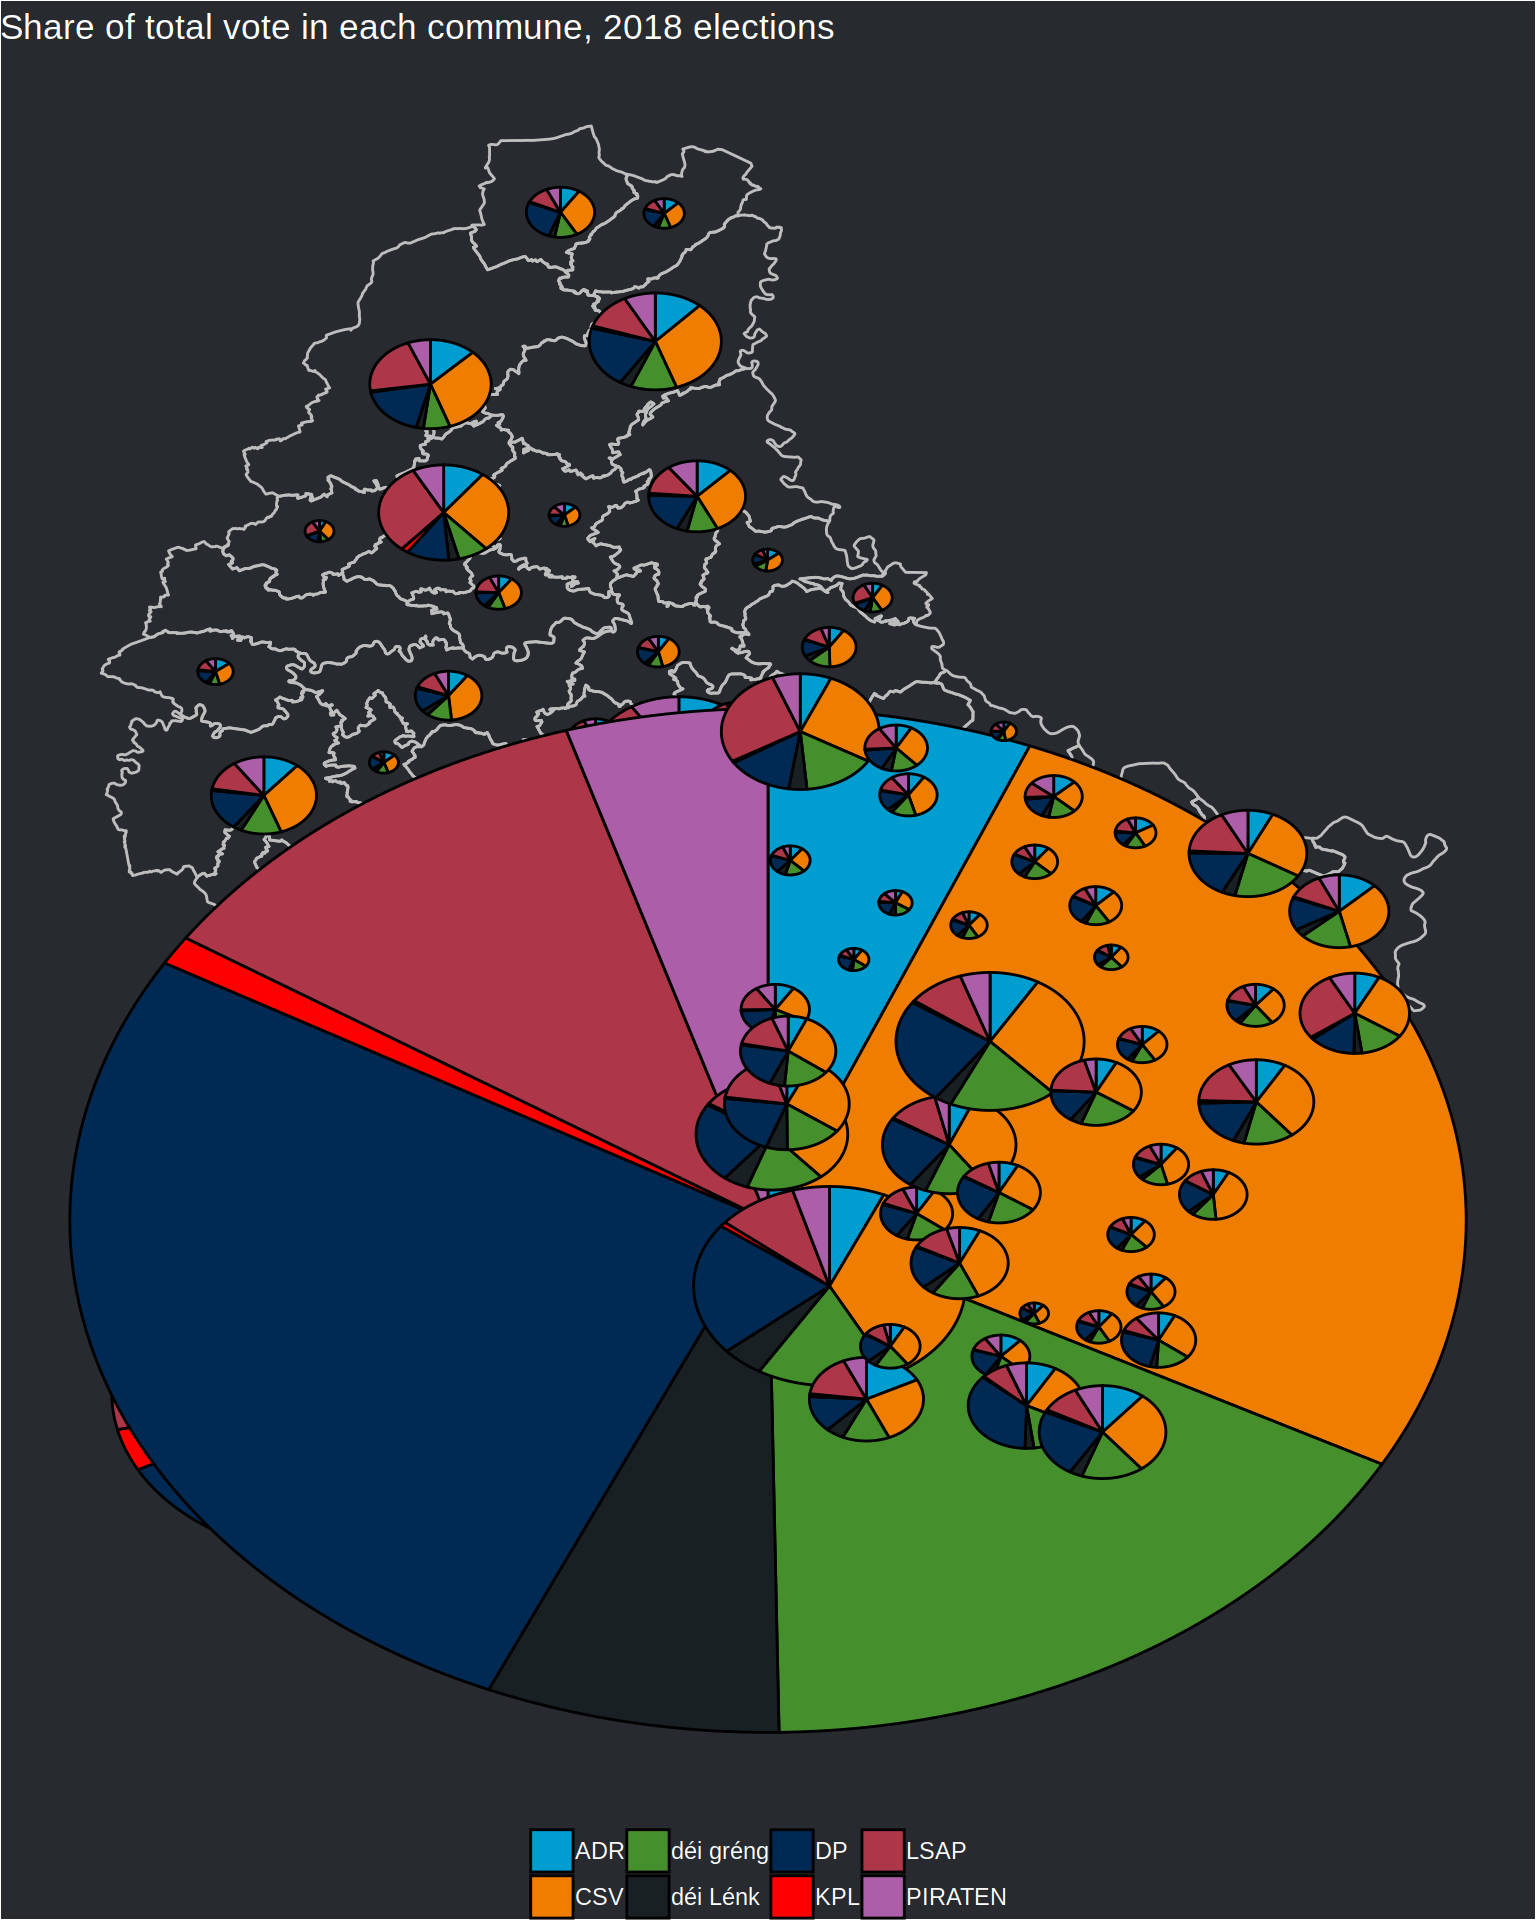 Share of total vote in each commune, 2018 elections
ADR déi gréng DP LSAP
CSV déi Lénk KPL PIRATEN